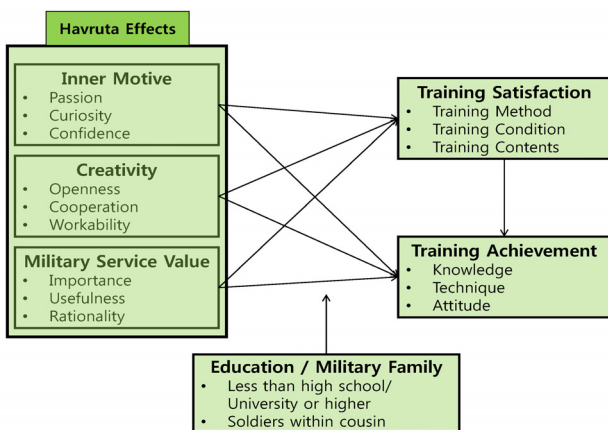 Havruta Effects
Inner Motive
• Passion
• Curiosity
• Confidence
Creativity
• Openness
• Cooperation
• Workability
Military Service Value
• Importance
• Usefulness
• Rationality
Training Satisfaction
• Training Method
• Training Condition
• Training Contents
Training Achievement
• Knowledge
• Technique
• Attitude
Education / Military Family
• Less than high school/
University or higher
• Soldiers within cousin